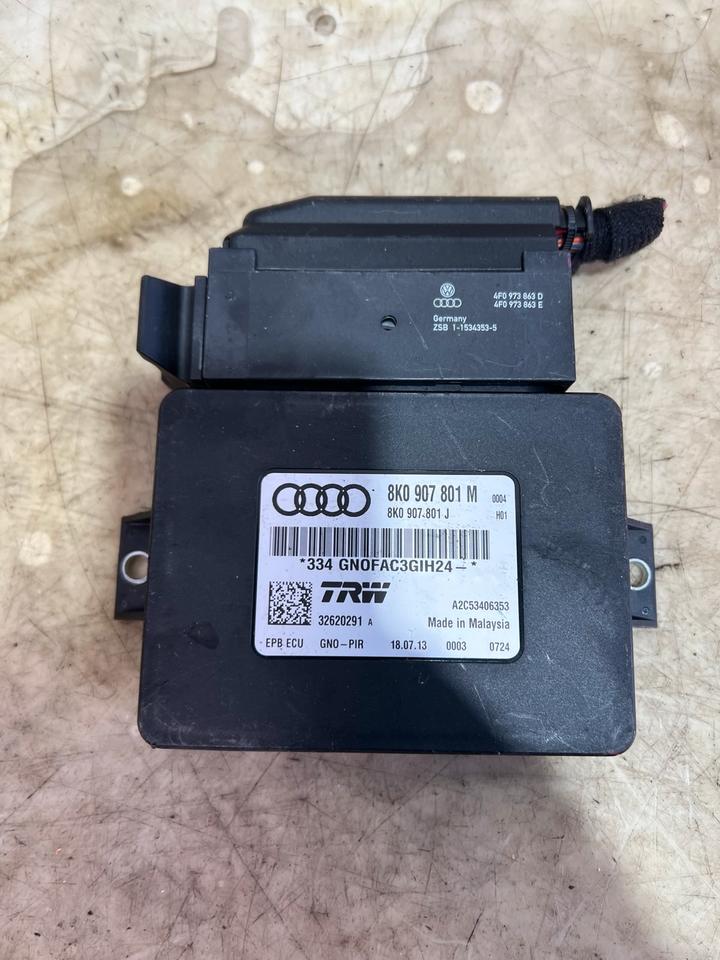 4F0 973 863 D
4F0 973 863 E
Germany
ZSB 1-1534353-5
8K0 907 801 M 0004
8K0 907 801 J H01
*334 GNOFAC3GIH24-*
TRW
A2C53406353
32620291 A Made in Malaysia
EPB ECU GNO-PIR 18.07.13 0003 0724